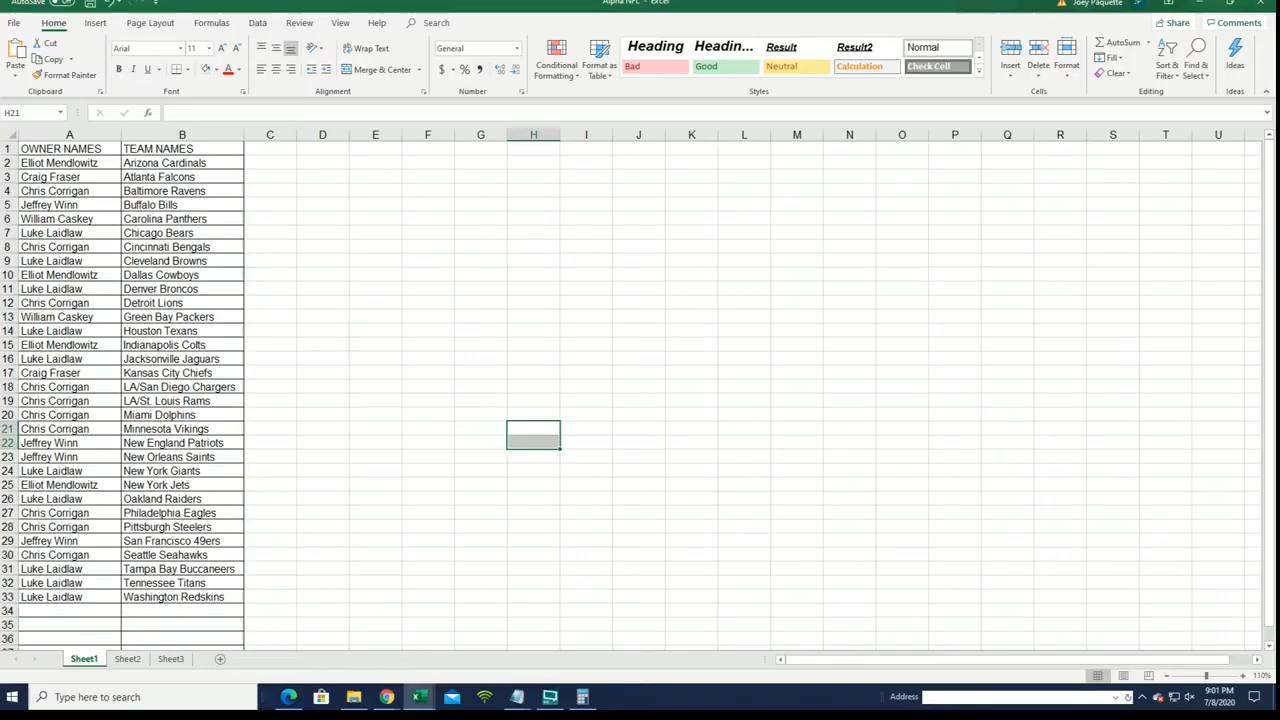 AutoSave Off Alpha NFL - Excel Joey Paquette JP
File Home Insert Page Layout Formulas Data Review View Help Search Share Comments
Paste Cut Copy Format Painter Clipboard
Arial 11 A A B I U A Font
ab Wrap Text Merge & Center Alignment
General $ % 9 Number
Conditional Formatting Format as Table
Heading Headin... Result Result2 Normal
Bad Good Neutral Calculation Check Cell
Styles
Insert Delete Format Cells
AutoSum Fill Clear Sort & Filter Find & Select Editing
Ideas Ideas
H21 fx
A B C D E F G H I J K L M N O P Q R S T U
1 OWNER NAMES TEAM NAMES
2 Elliot Mendlowitz Arizona Cardinals
3 Craig Fraser Atlanta Falcons
4 Chris Corrigan Baltimore Ravens
5 Jeffrey Winn Buffalo Bills
6 William Caskey Carolina Panthers
7 Luke Laidlaw Chicago Bears
8 Chris Corrigan Cincinnati Bengals
9 Luke Laidlaw Cleveland Browns
10 Elliot Mendlowitz Dallas Cowboys
11 Luke Laidlaw Denver Broncos
12 Chris Corrigan Detroit Lions
13 William Caskey Green Bay Packers
14 Luke Laidlaw Houston Texans
15 Elliot Mendlowitz Indianapolis Colts
16 Luke Laidlaw Jacksonville Jaguars
17 Craig Fraser Kansas City Chiefs
18 Chris Corrigan LA/San Diego Chargers
19 Chris Corrigan LA/St. Louis Rams
20 Chris Corrigan Miami Dolphins
21 Chris Corrigan Minnesota Vikings
22 Jeffrey Winn New England Patriots
23 Jeffrey Winn New Orleans Saints
24 Luke Laidlaw New York Giants
25 Elliot Mendlowitz New York Jets
26 Luke Laidlaw Oakland Raiders
27 Chris Corrigan Philadelphia Eagles
28 Chris Corrigan Pittsburgh Steelers
29 Jeffrey Winn San Francisco 49ers
30 Chris Corrigan Seattle Seahawks
31 Luke Laidlaw Tampa Bay Buccaneers
32 Luke Laidlaw Tennessee Titans
33 Luke Laidlaw Washington Redskins
34
35
36
Sheet1 Sheet2 Sheet3
110%
Type here to search Address 9:01 PM
7/8/2020